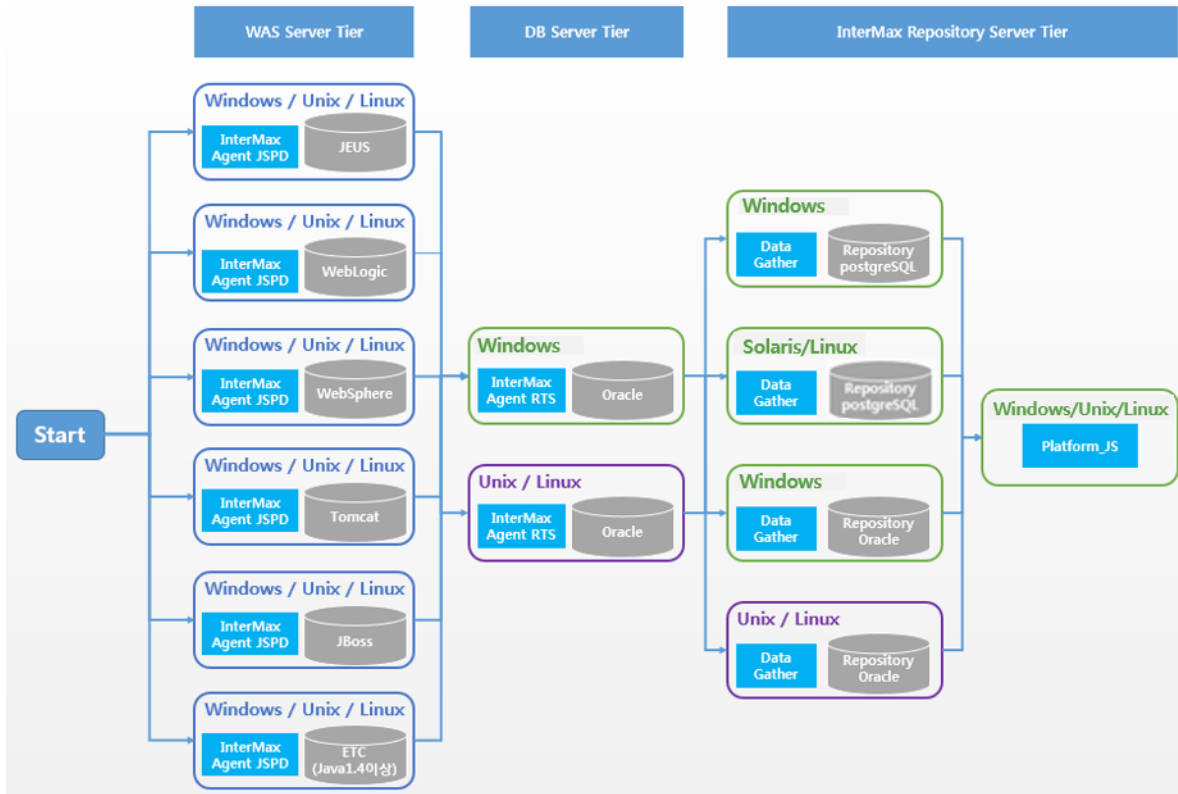 WAS Server Tier
DB Server Tier
InterMax Repository Server Tier
Start
Windows / Unix / Linux
InterMax
Agent JSPD
JEUS
Windows / Unix / Linux
InterMax
Agent JSPD
WebLogic
Windows / Unix / Linux
InterMax
Agent JSPD
WebSphere
Windows / Unix / Linux
InterMax
Agent JSPD
Tomcat
Windows / Unix / Linux
InterMax
Agent JSPD
JBoss
Windows / Unix / Linux
InterMax
Agent JSPD
ETC
(Java1.4이상)
Windows
InterMax
Agent RTS
Oracle
Unix / Linux
InterMax
Agent RTS
Oracle
Windows
Data
Gather
Repository
postgreSQL
Solaris/Linux
Data
Gather
Repository
postgreSQL
Windows
Data
Gather
Repository
Oracle
Unix / Linux
Data
Gather
Repository
Oracle
Windows/Unix/Linux
Platform_JS